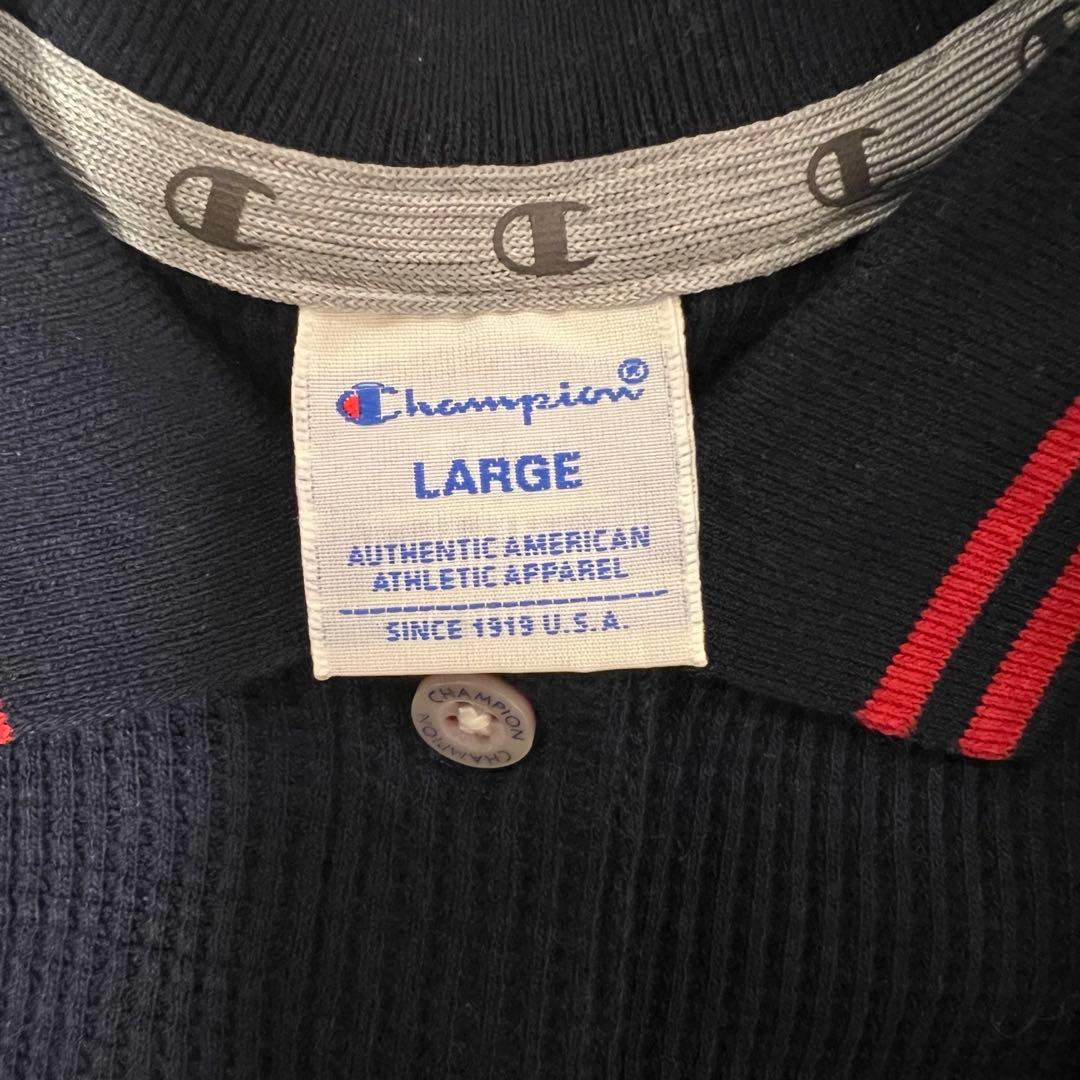 Champion®
LARGE
AUTHENTIC AMERICAN
ATHLETIC APPAREL
SINCE 1919 U.S.A.
CHAMPION
CHAMPION